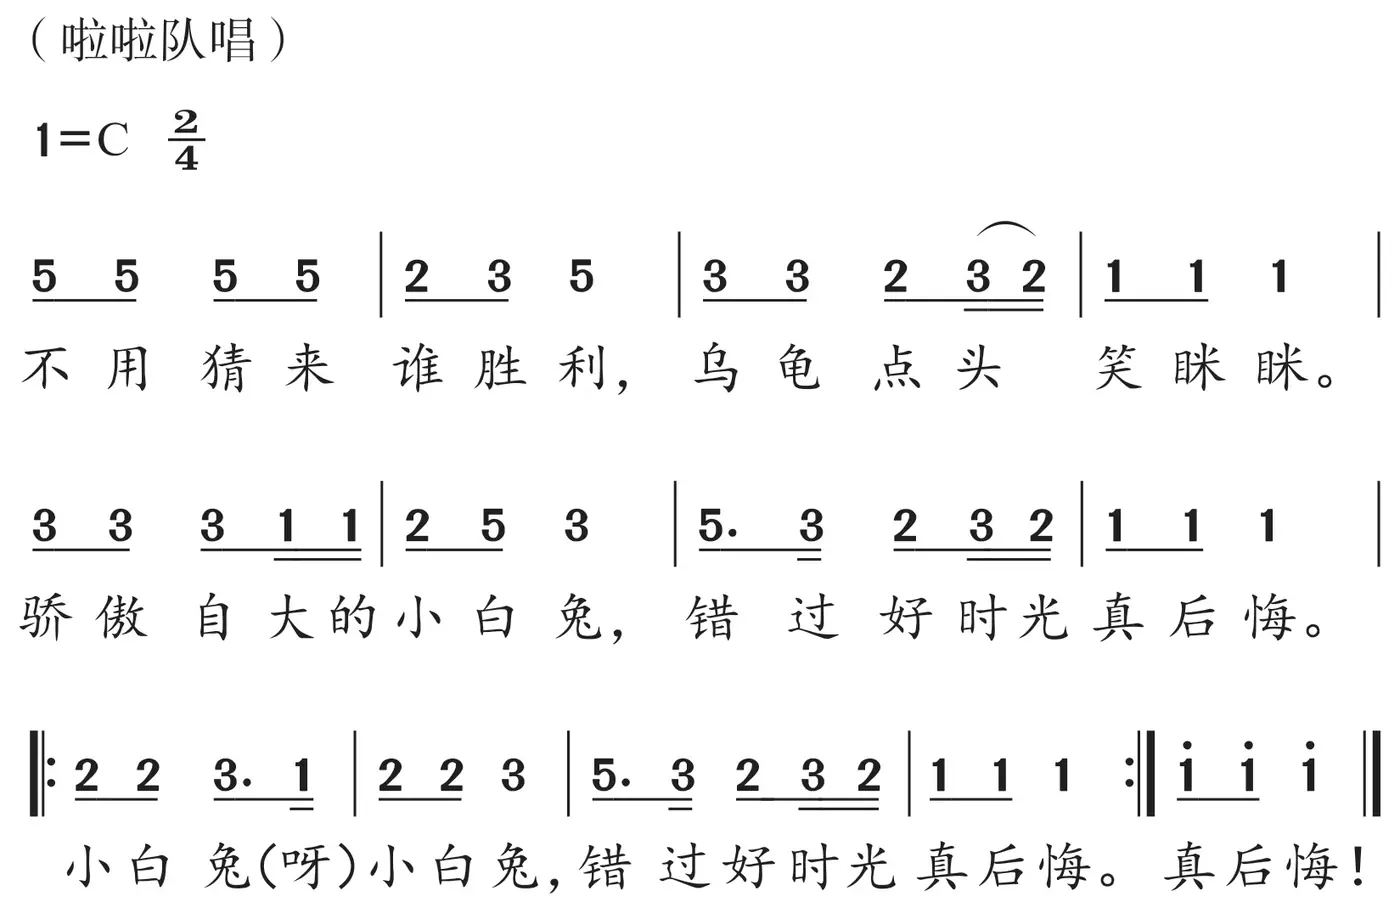 （啦啦队唱）
1=C 2/4
5 5 5 5 | 2 3 5 | 3 3 2 3 2 | 1 1 1 |
不用猜来谁胜利，乌龟点头笑眯眯。
3 3 3 1 1 | 2 5 3 | 5. 3 2 3 2 | 1 1 1 |
骄傲自大的小白兔，错过好时光真后悔。
‖: 2 2 3. 1 | 2 2 3 | 5. 3 2 3 2 | 1 1 1 :‖ i i i ‖
小白兔(呀)小白兔，错过好时光真后悔。真后悔！